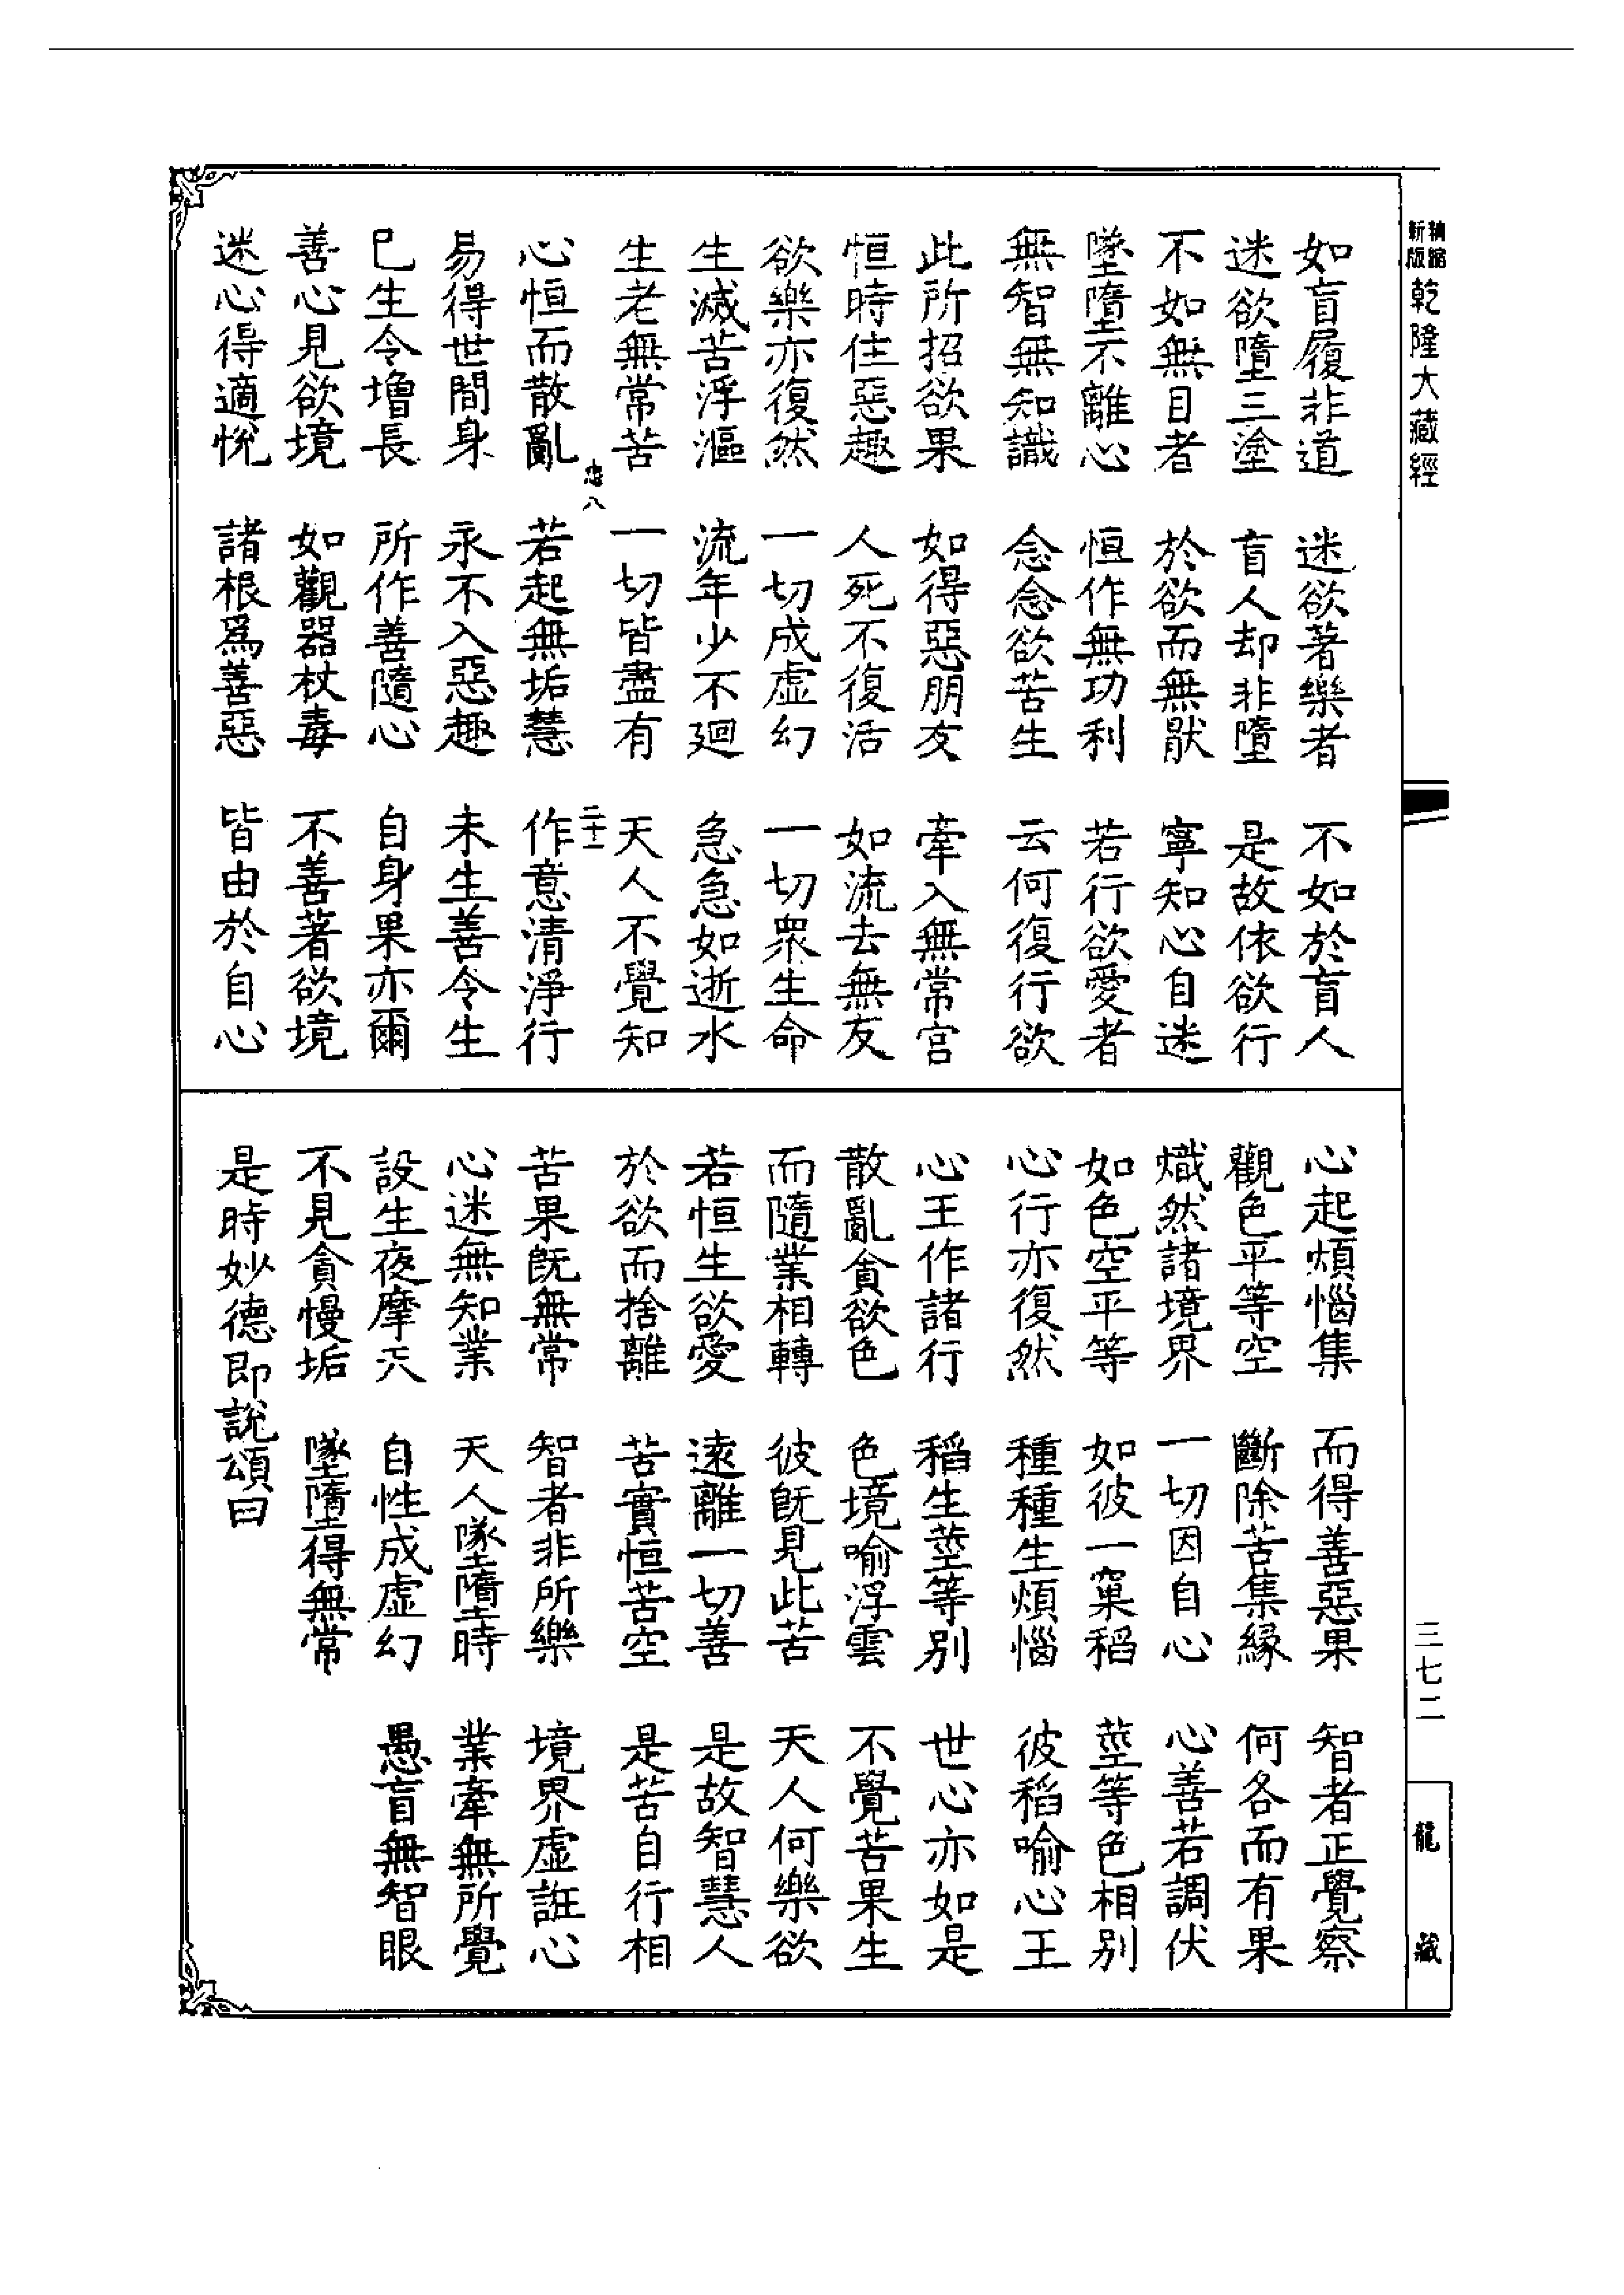 新版精縮乾隆大藏經
如盲履非道 迷欲著樂者 不如於盲人
迷欲墮三塗 盲人却非墮 是故依欲行
不如無目者 於欲而無猒 寧知心自迷
墜墮不離心 恒作無功利 若行欲愛者
無智無知識 念念欲苦生 云何復行欲
此所招欲果 如得惡朋友 牽入無常宮
恒時住惡趣 人死不復活 如流去無友
欲樂亦復然 一切成虛幻 一切眾生命
生滅苦浮漚 流年少不廻 急急如逝水
生老無常苦 一切皆盡有 天人不覺知
忠八 二十一
心恒而散亂 若起無垢慧 作意清淨行
易得世間身 永不入惡趣 未生善令生
已生令增長 所作善隨心 自身果亦爾
善心見欲境 如觀器杖毒 不善著欲境
迷心得適悅 諸根為善惡 皆由於自心
心起煩惱集 而得善惡果 智者正覺察
觀色平等空 斷除苦集緣 何各而有果
熾然諸境界 一切因自心 心善若調伏
如色空平等 如彼一窠稻 莖等色相別
心行亦復然 種種生煩惱 彼稻喻心王
心王作諸行 稻生莖等別 世心亦如是
散亂貪欲色 色境喻浮雲 不覺苦果生
而隨業相轉 彼既見此苦 天人何樂欲
若恒生欲愛 遠離一切善 是故智慧人
於欲而捨離 苦實恒苦空 是苦自行相
苦果既無常 智者非所樂 境界虛誑心
心迷無知業 天人墜墮時 業牽無所覺
設生夜摩天 自性成虛幻 愚盲無智眼
不見貪慢垢 墜墮得無常
是時妙德即說頌曰
三七二
龍藏